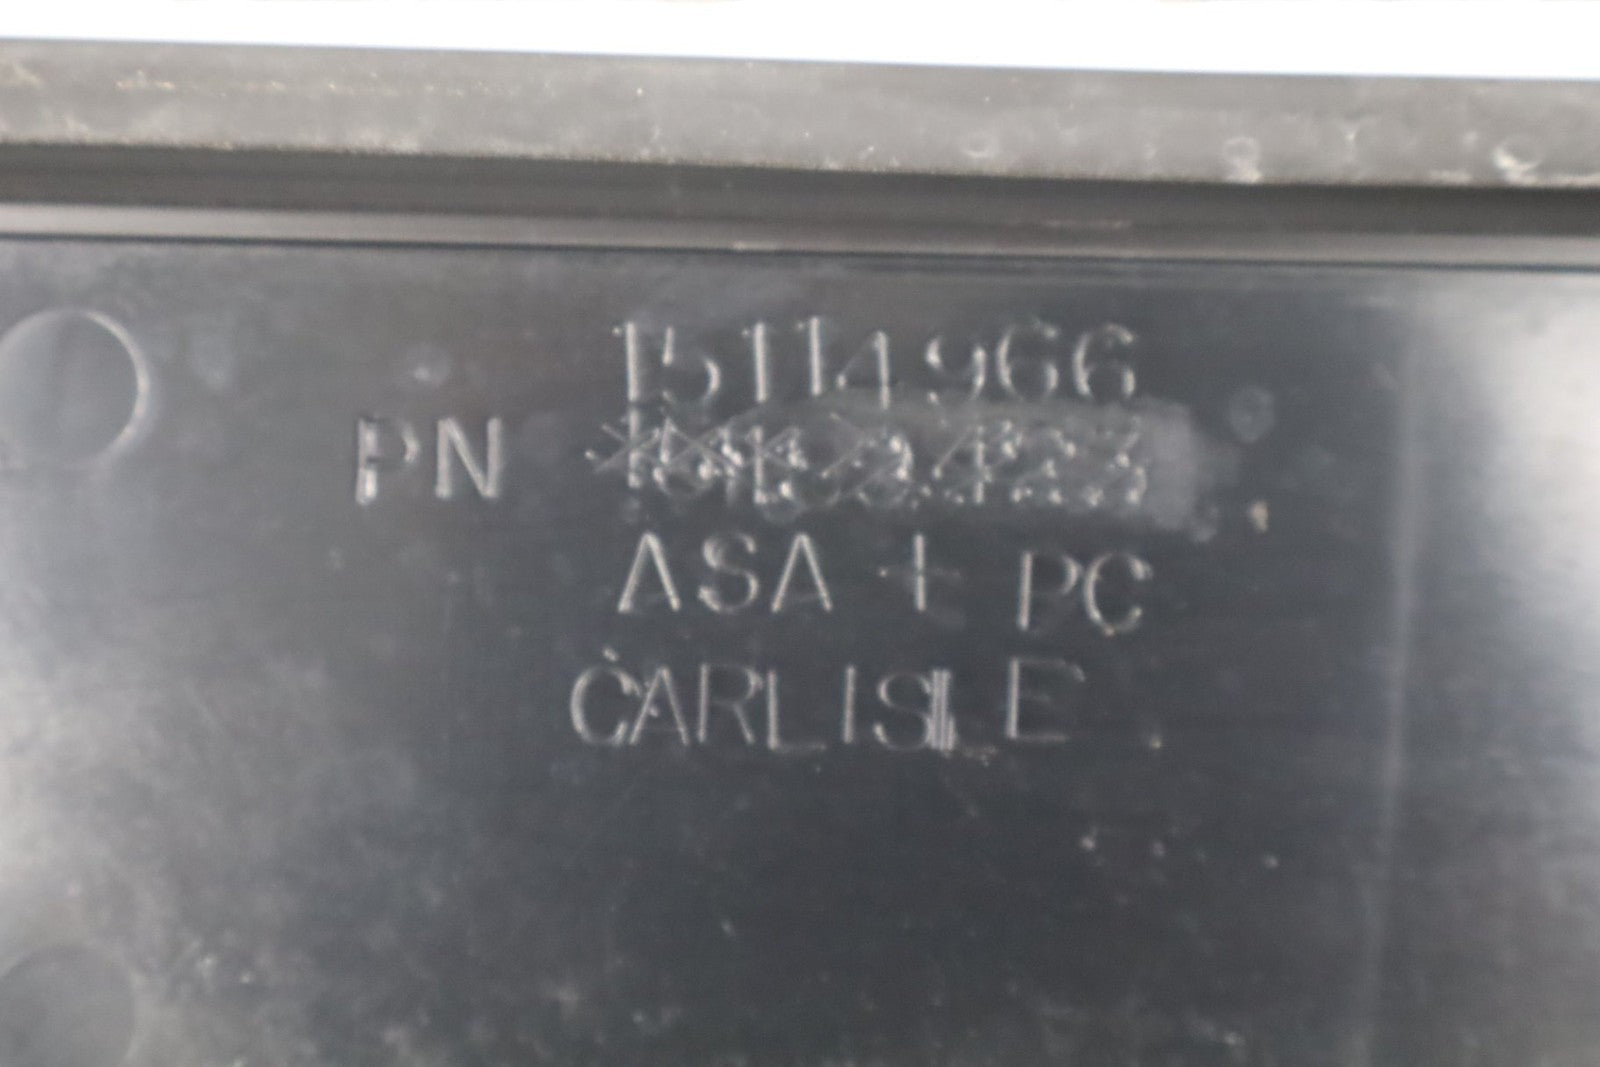 15114966
PN
ASA + PC
CARLISLE